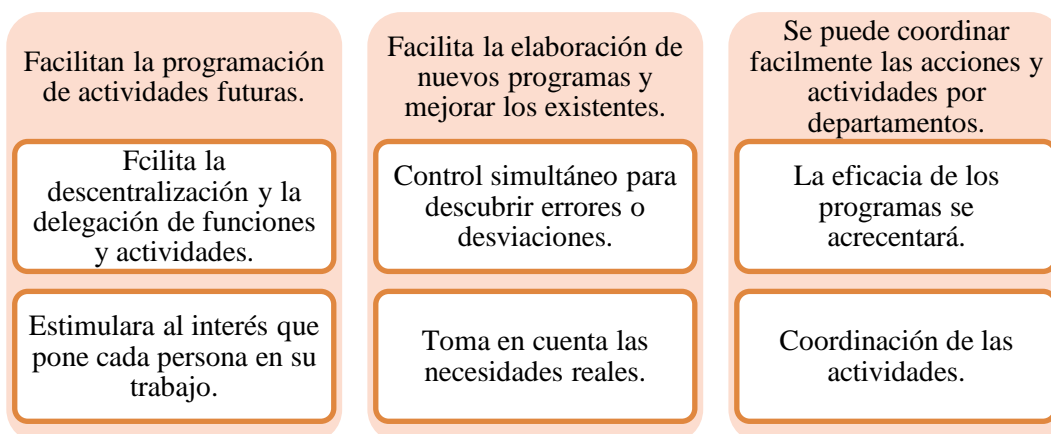 Facilitan la programación
de actividades futuras.
Fcilita la
descentralización y la
delegación de funciones
y actividades.
Estimulara al interés que
pone cada persona en su
trabajo.
Facilita la elaboración de
nuevos programas y
mejorar los existentes.
Control simultáneo para
descubrir errores o
desviaciones.
Toma en cuenta las
necesidades reales.
Se puede coordinar
facilmente las acciones y
actividades por
departamentos.
La eficacia de los
programas se
acrecentará.
Coordinación de las
actividades.